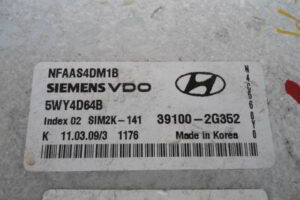 NFAAS4DM1B
SIEMENS VDO
5WY4D64B
Index 02 SIM2K-141
39100-2G352
K 11.03.09/3 1176
Made in Korea